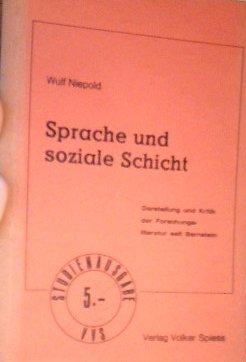 Wulf Niepold
Sprache und
soziale Schicht
Darstellung und Kritik
der Forschungs-
literatur seit Bernstein
STUDIENAUSGABE
5.-
VVS
Verlag Volker Spiess